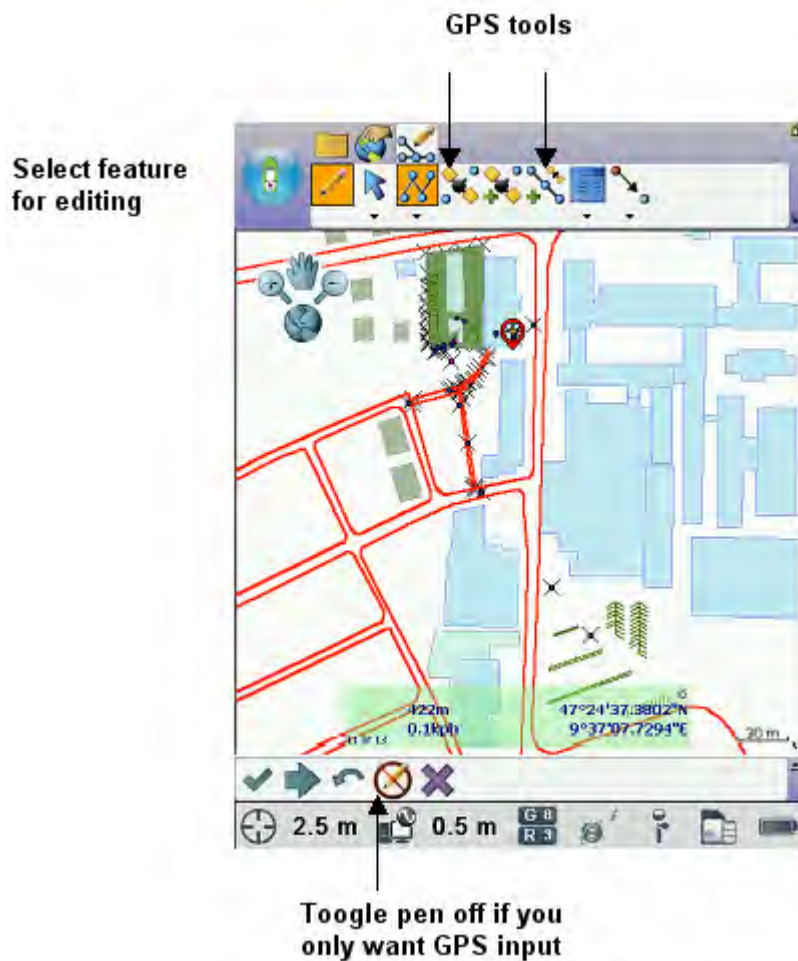 GPS tools
Select feature
for editing
422m 47°24'37.3802"N
0.1kph 9°37'07.7294"E
20 m
2.5 m 0.5 m G 8
R 3
Toogle pen off if you
only want GPS input